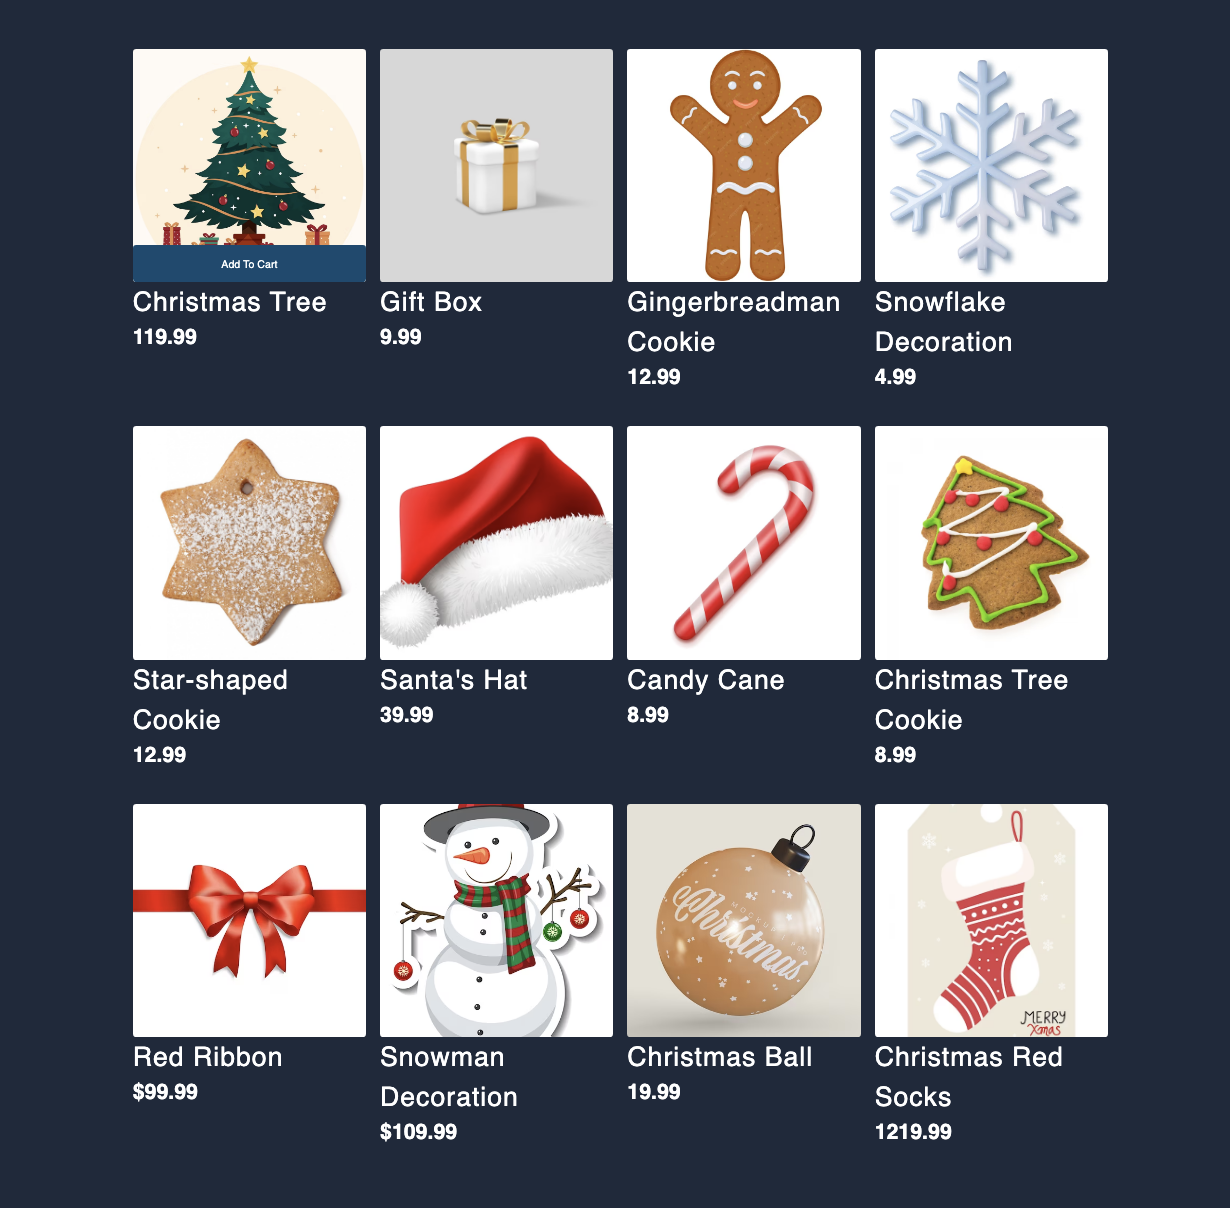 Add To Cart
Christmas Tree
119.99
Gift Box
9.99
Gingerbreadman
Cookie
12.99
Snowflake
Decoration
4.99
Star-shaped
Cookie
12.99
Santa's Hat
39.99
Candy Cane
8.99
Christmas Tree
Cookie
8.99
Red Ribbon
$99.99
Snowman
Decoration
$109.99
Christmas
Christmas Ball
19.99
MERRY
Xmas
Christmas Red
Socks
1219.99